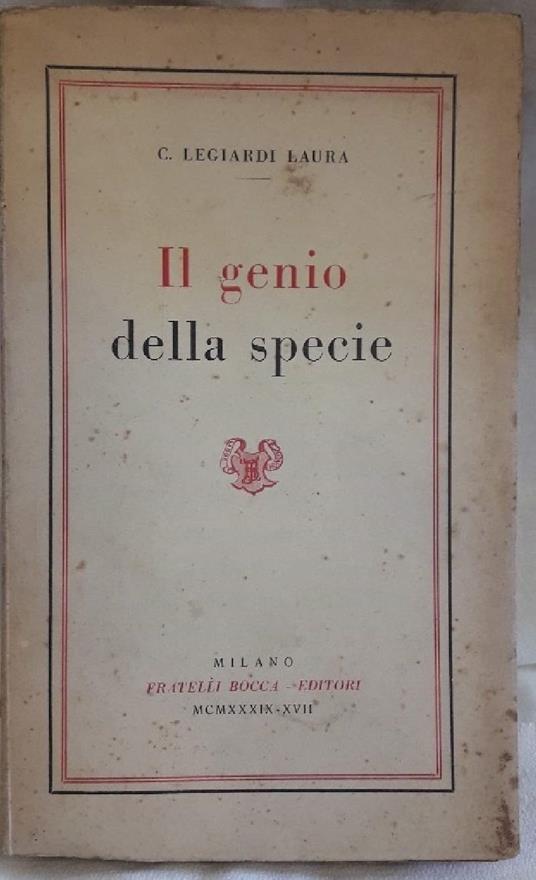 C. LEGIARDI LAURA
Il genio
della specie
MILANO
FRATELLI BOCCA - EDITORI
MCMXXXIX-XVII